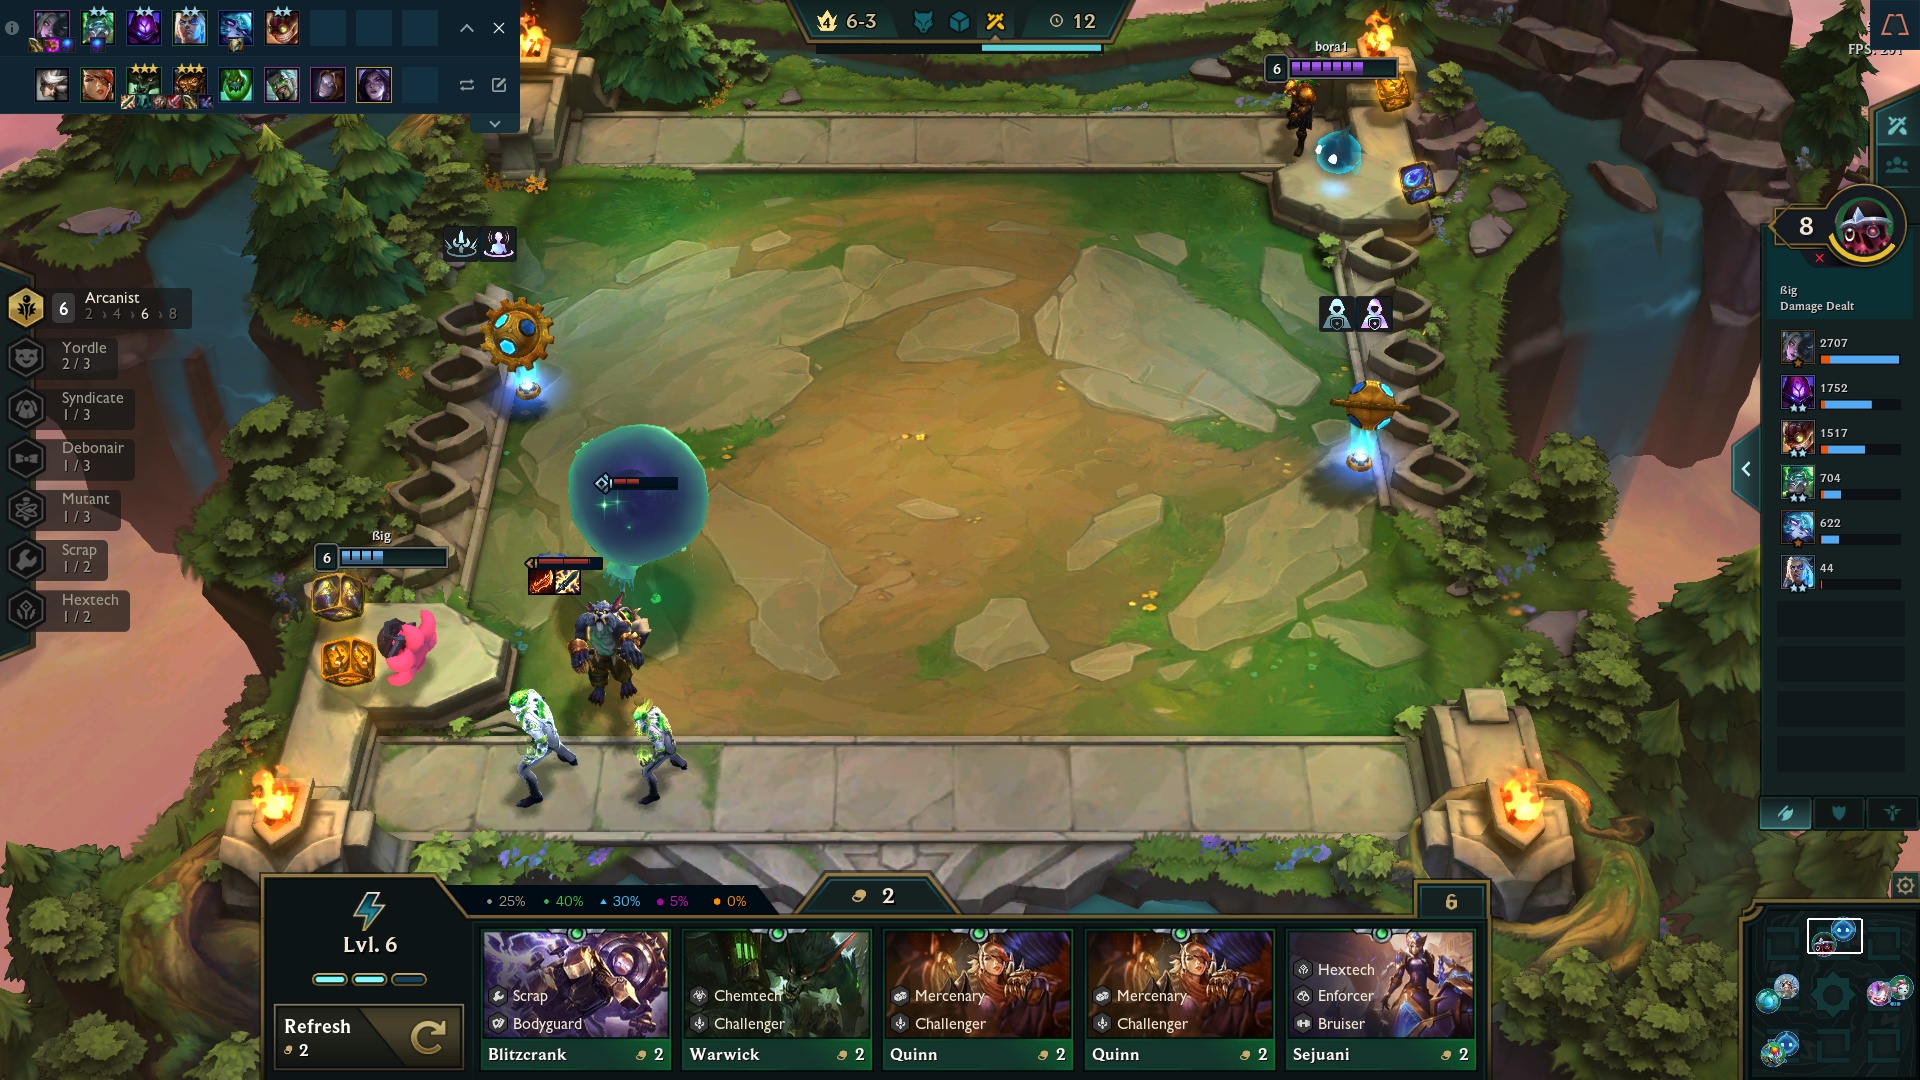 4 6-3
12
bora1
6
FPS: 
8
ßig
Damage Dealt
2707
1752
1517
704
622
44
6
Arcanist
2 › 4 › 6 › 8
Yordle
2 / 3
Syndicate
1 / 3
Debonair
1 / 3
Mutant
1 / 3
Scrap
1 / 2
Hextech
1 / 2
ßig
6
25% 40% 30% 5% 0%
2
6
Lvl. 6
Refresh
2
Scrap
Bodyguard
Blitzcrank 2
Chemtech
Challenger
Warwick 2
Mercenary
Challenger
Quinn 2
Mercenary
Challenger
Quinn 2
Hextech
Enforcer
Bruiser
Sejuani 2